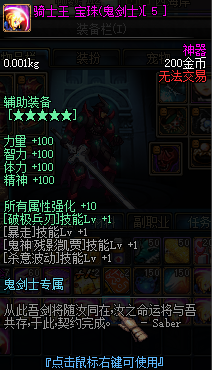 骑士王 宝珠(鬼剑士)[ 5 ]
装备栏(I)
神器
0.001kg
200金币
无法交易
辅助装备
[★★★★★]
力量 +100
智力 +100
体力 +100
精神 +100
所有属性强化 +10
[破极兵刃]技能Lv +1
[暴走]技能Lv +1
[鬼神残影御贾]技能Lv +1
[杀意波动]技能Lv +1
鬼剑士专属
从此吾剑将随汝同在汝之命运将与吾
共存,于此,契约完成。 - Saber
『点击鼠标右键可使用』